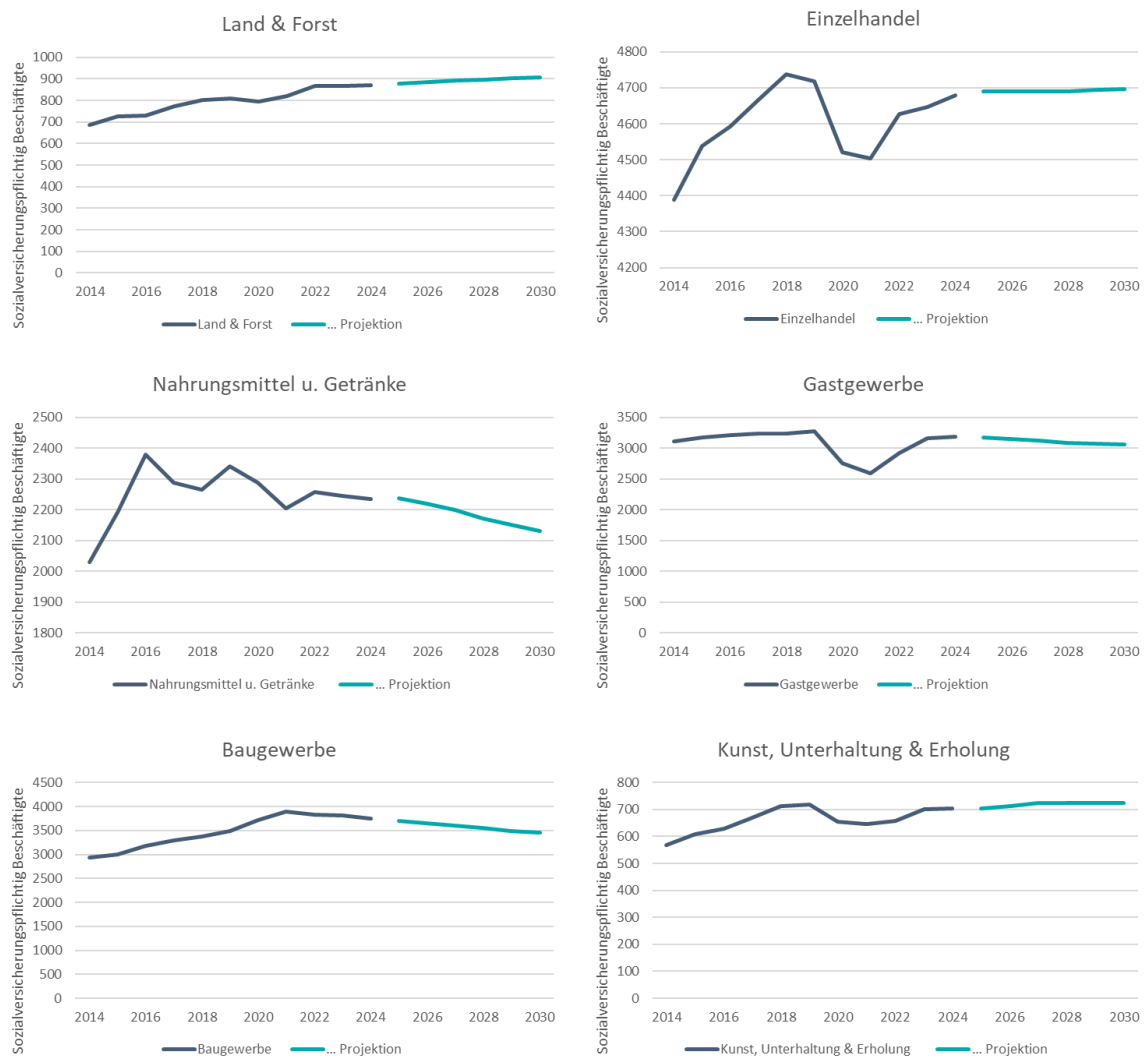 Land & Forst
Sozialversicherungspflichtig Beschäftigte
1000
900
800
700
600
500
400
300
200
100
0
2014 2016 2018 2020 2022 2024 2026 2028 2030
Land & Forst ... Projektion
Einzelhandel
Sozialversicherungspflichtig Beschäftigte
4800
4700
4600
4500
4400
4300
4200
2014 2016 2018 2020 2022 2024 2026 2028 2030
Einzelhandel ... Projektion
Nahrungsmittel u. Getränke
Sozialversicherungspflichtig Beschäftigte
2500
2400
2300
2200
2100
2000
1900
1800
2014 2016 2018 2020 2022 2024 2026 2028 2030
Nahrungsmittel u. Getränke ... Projektion
Gastgewerbe
Sozialversicherungspflichtig Beschäftigte
3500
3000
2500
2000
1500
1000
500
0
2014 2016 2018 2020 2022 2024 2026 2028 2030
Gastgewerbe ... Projektion
Baugewerbe
Sozialversicherungspflichtig Beschäftigte
4500
4000
3500
3000
2500
2000
1500
1000
500
0
2014 2016 2018 2020 2022 2024 2026 2028 2030
Baugewerbe ... Projektion
Kunst, Unterhaltung & Erholung
Sozialversicherungspflichtig Beschäftigte
800
700
600
500
400
300
200
100
0
2014 2016 2018 2020 2022 2024 2026 2028 2030
Kunst, Unterhaltung & Erholung ... Projektion